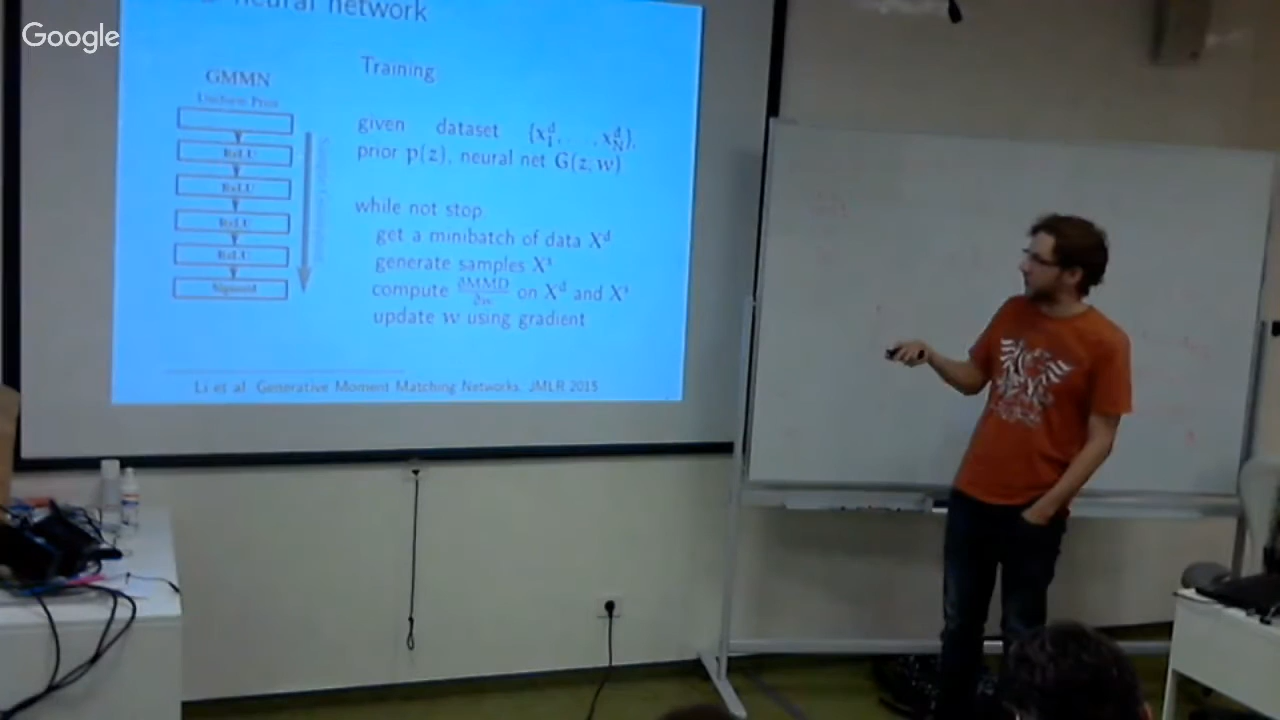 Google
neural network
GMMN
Uniform Prior
ReLU
ReLU
ReLU
ReLU
Sigmoid
Training
given dataset {x₁ᵈ, . . . , x_Nᵈ},
prior p(z), neural net G(z, w)
while not stop
get a minibatch of data Xᵈ
generate samples Xˢ
compute ∂MMD/∂w on Xᵈ and Xˢ
update w using gradient
Li et al Generative Moment Matching Networks. JMLR 2015